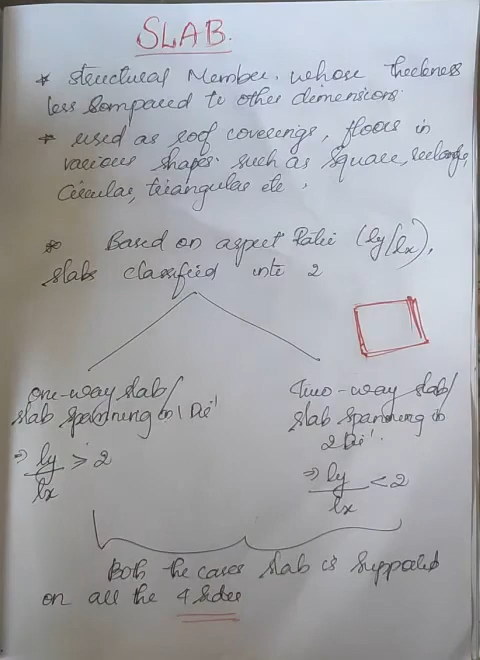 SLAB.
* structural Member, whose thickness
less Compared to other dimensions.
* used as roof coverings, floors in
various shapes such as Square, rectangle,
Circular, triangular etc.
* Based on aspect Ratio (ly/lx),
slabs classified into 2
One-way slab/
slab spanning in 1 Die'
⇒ ly/lx > 2
Two-way slab/
slab spanning in
2 Die'.
⇒ ly/lx < 2
Both the cases slab is supported
on all the 4 sides